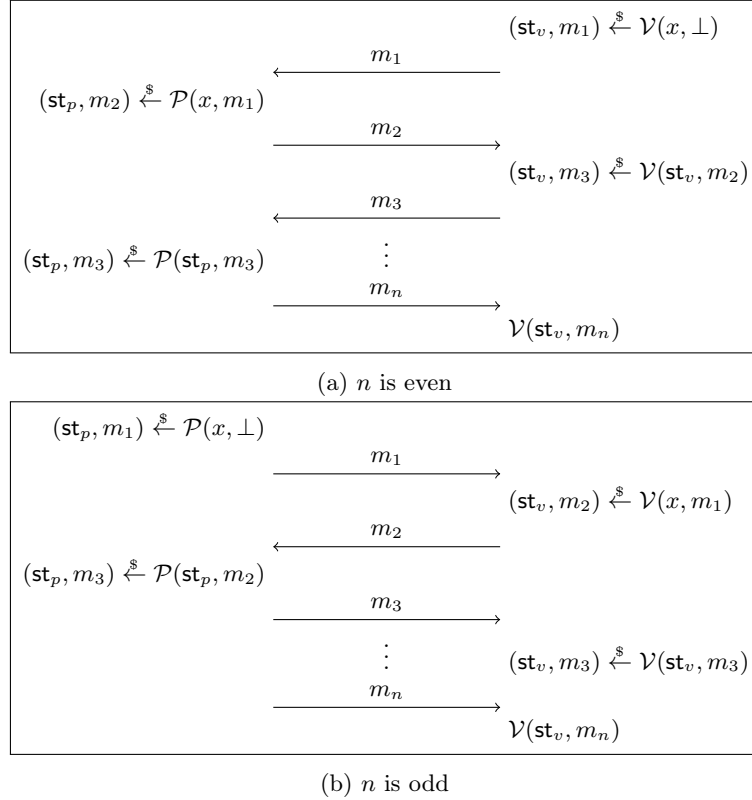 (st_v, m_1) ←$ 𝒱(x, ⊥)
m_1
(st_p, m_2) ←$ 𝒫(x, m_1)
m_2
(st_v, m_3) ←$ 𝒱(st_v, m_2)
m_3
(st_p, m_3) ←$ 𝒫(st_p, m_3)
⋮
m_n
𝒱(st_v, m_n)
(a) n is even
(st_p, m_1) ←$ 𝒫(x, ⊥)
m_1
(st_v, m_2) ←$ 𝒱(x, m_1)
m_2
(st_p, m_3) ←$ 𝒫(st_p, m_2)
m_3
⋮
(st_v, m_3) ←$ 𝒱(st_v, m_3)
m_n
𝒱(st_v, m_n)
(b) n is odd